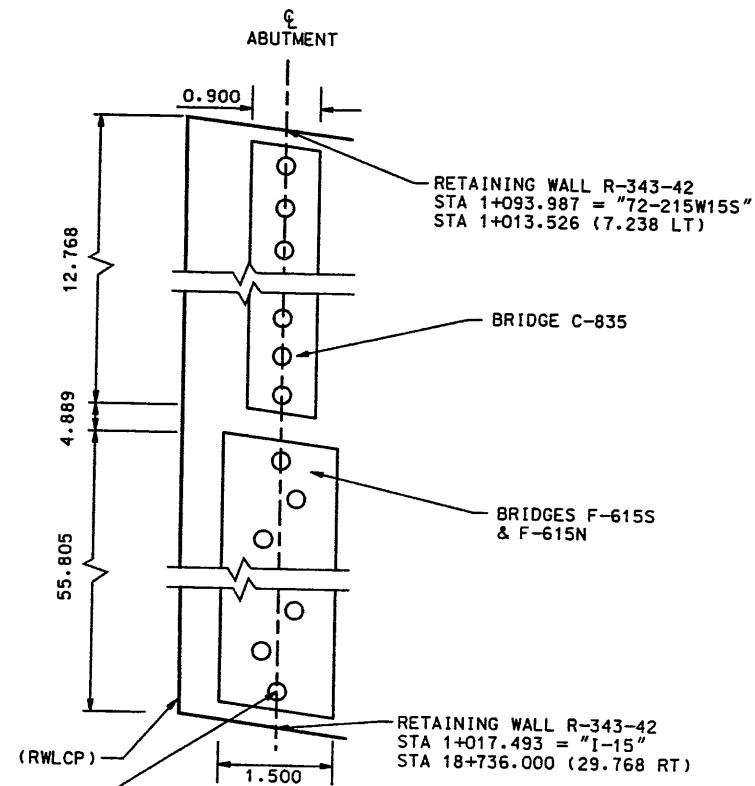 ℄
ABUTMENT
0.900
RETAINING WALL R-343-42
STA 1+093.987 = "72-215W15S"
STA 1+013.526 (7.238 LT)
12.768
BRIDGE C-835
4.889
BRIDGES F-615S
& F-615N
55.805
RETAINING WALL R-343-42
STA 1+017.493 = "I-15"
STA 18+736.000 (29.768 RT)
(RWLCP)
1.500